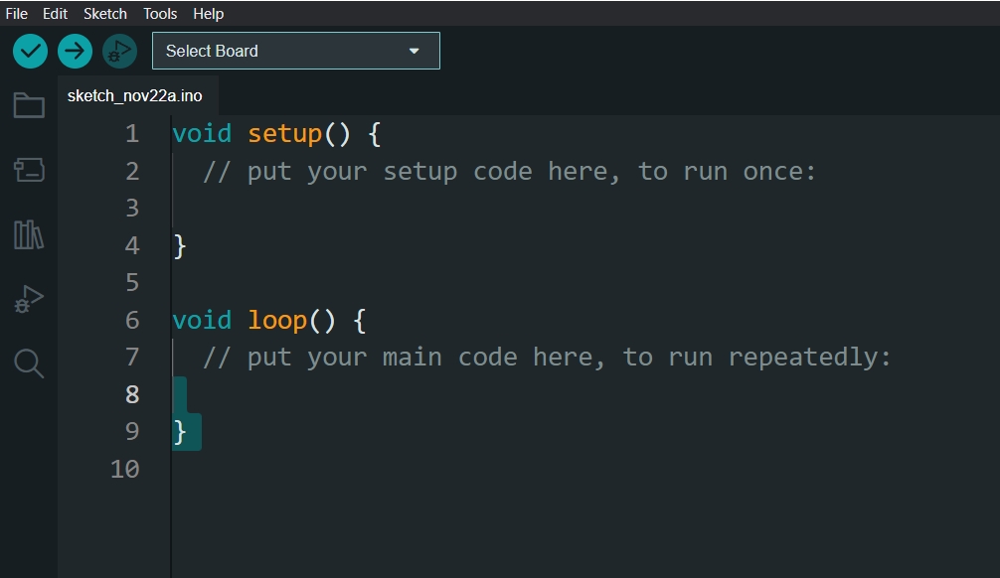 File Edit Sketch Tools Help
Select Board
sketch_nov22a.ino
1 void setup() {
2   // put your setup code here, to run once:
3
4 }
5
6 void loop() {
7   // put your main code here, to run repeatedly:
8
9 }
10